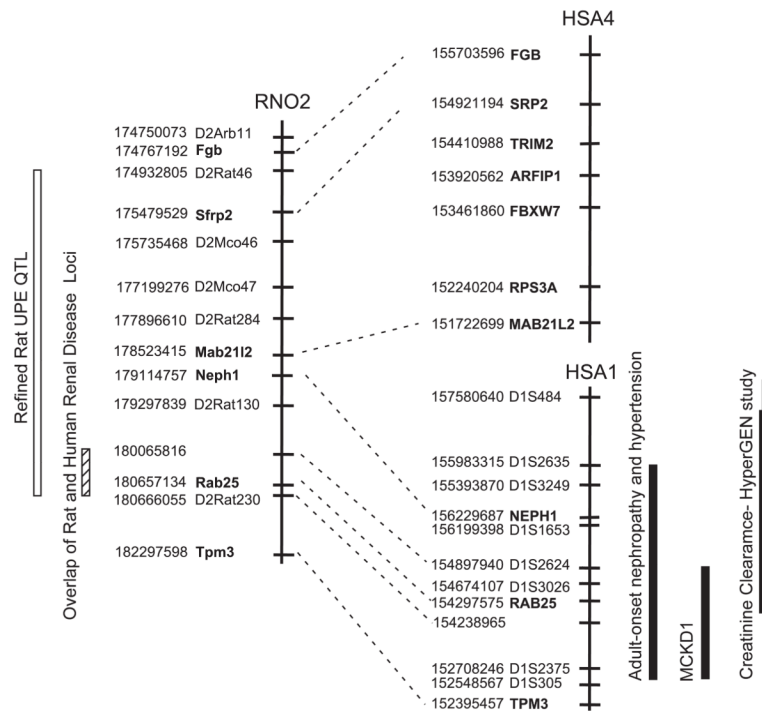 HSA4
155703596 FGB
154921194 SRP2
154410988 TRIM2
153920562 ARFIP1
153461860 FBXW7
152240204 RPS3A
151722699 MAB21L2
RNO2
174750073 D2Arb11
174767192 Fgb
174932805 D2Rat46
175479529 Sfrp2
175735468 D2Mco46
177199276 D2Mco47
177896610 D2Rat284
178523415 Mab21l2
179114757 Neph1
179297839 D2Rat130
180065816
180657134 Rab25
180666055 D2Rat230
182297598 Tpm3
Refined Rat UPE QTL
Overlap of Rat and Human Renal Disease Loci
HSA1
157580640 D1S484
155983315 D1S2635
155393870 D1S3249
156229687 NEPH1
156199398 D1S1653
154897940 D1S2624
154674107 D1S3026
154297575 RAB25
154238965
152708246 D1S2375
152548567 D1S305
152395457 TPM3
Adult-onset nephropathy and hypertension
MCKD1
Creatinine Clearamce- HyperGEN study